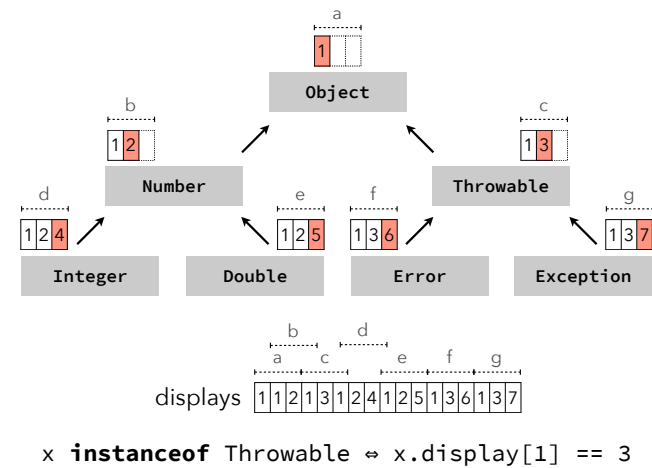 a
1
Object
b c
1 2 1 3
Number Throwable
d e f g
1 2 4 1 2 5 1 3 6 1 3 7
Integer Double Error Exception
b d
a c e f g
displays 1 1 2 1 3 1 2 4 1 2 5 1 3 6 1 3 7
x instanceof Throwable ⇔ x.display[1] == 3